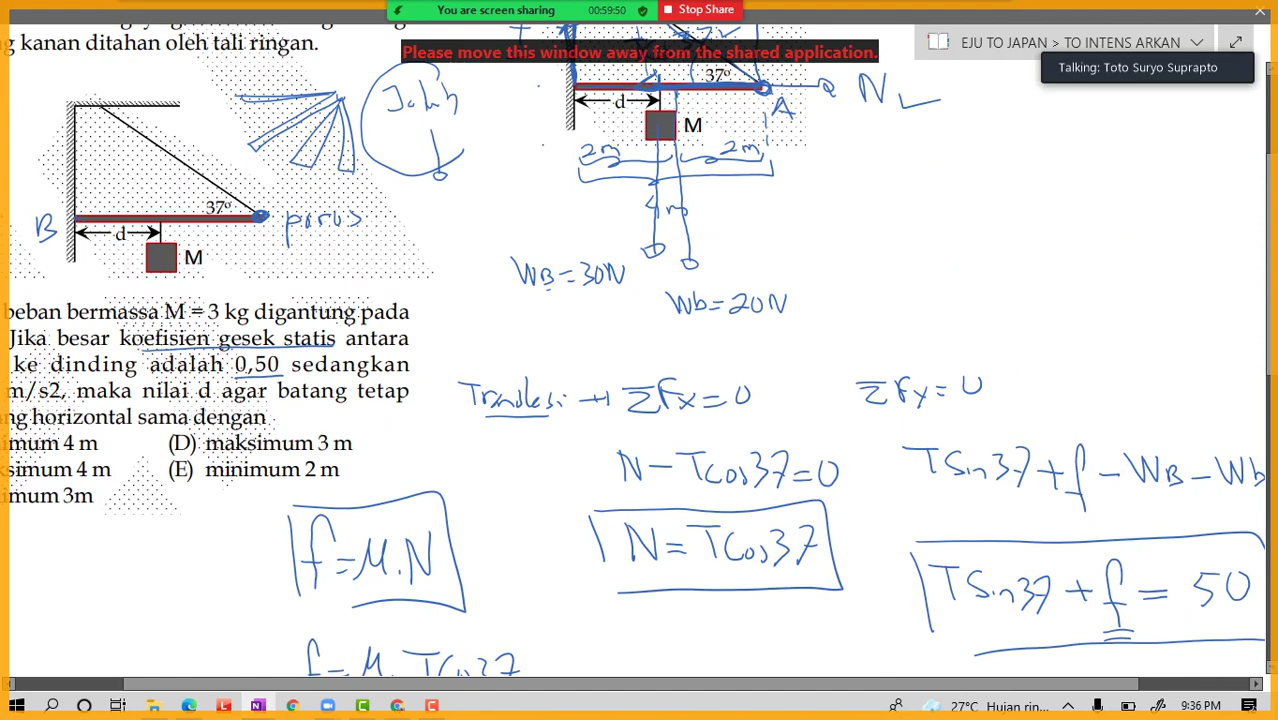 You are screen sharing
00:59:50
Stop Share
Please move this window away from the shared application.
EJU TO JAPAN > TO INTENS ARKAN
Talking: Toto Suryo Suprapto
g kanan ditahan oleh tali ringan.
Jatuh
37°
d
M
B
porus
37°
d
M
A
N
2m
2m
4m
WB = 30N
Wb = 20N
beban bermassa M = 3 kg digantung pada
Jika besar koefisien gesek statis antara
ke dinding adalah 0,50 sedangkan
m/s2, maka nilai d agar batang tetap
ng horizontal sama dengan
imum 4 m (D) maksimum 3 m
ksimum 4 m (E) minimum 2 m
imum 3m
Translasi → ΣFx = 0
ΣFy = 0
N - T Cos 37 = 0
T Sin 37 + f - WB - Wb
f = μ. N
N = T Cos 37
T Sin 37 + f = 50
f = μ. T Cos 37
27°C Hujan rin...
9:36 PM